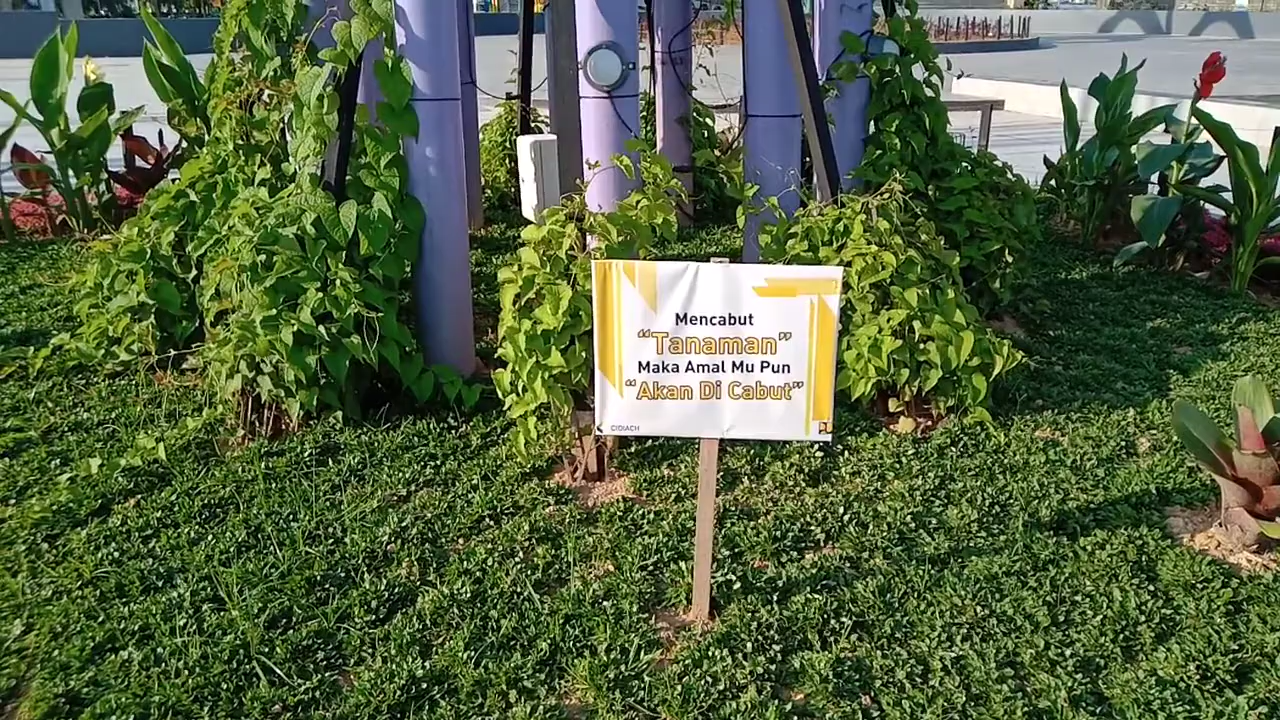 Mencabut
“Tanaman”
Maka Amal Mu Pun
“Akan Di Cabut”
CIDIACH